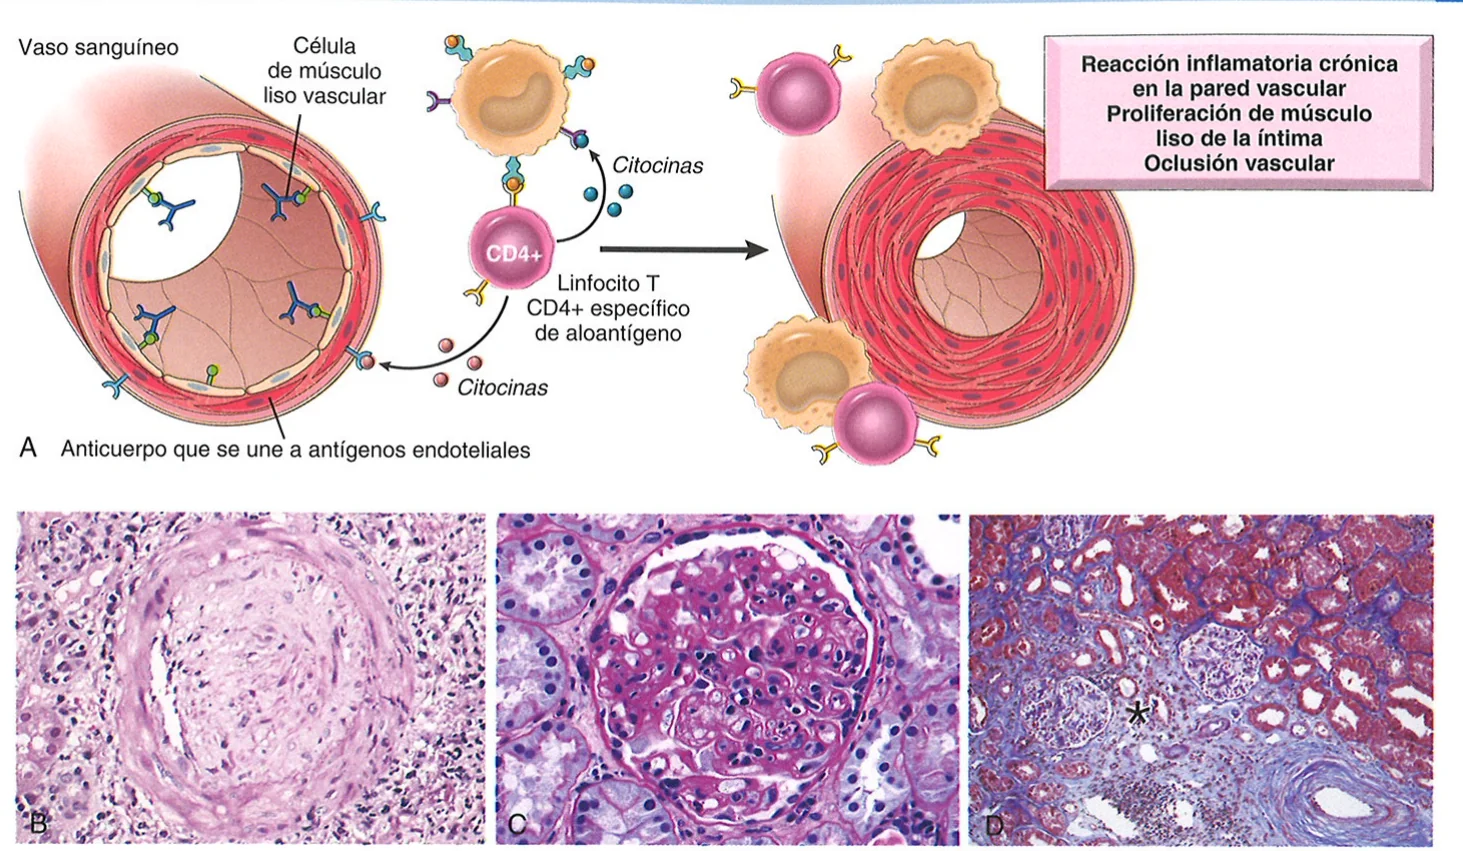 Vaso sanguíneo
Célula
de músculo
liso vascular
Citocinas
CD4+
Linfocito T
CD4+ específico
de aloantígeno
Citocinas
Reacción inflamatoria crónica
en la pared vascular
Proliferación de músculo
liso de la íntima
Oclusión vascular
A Anticuerpo que se une a antígenos endoteliales
B
C
*
D